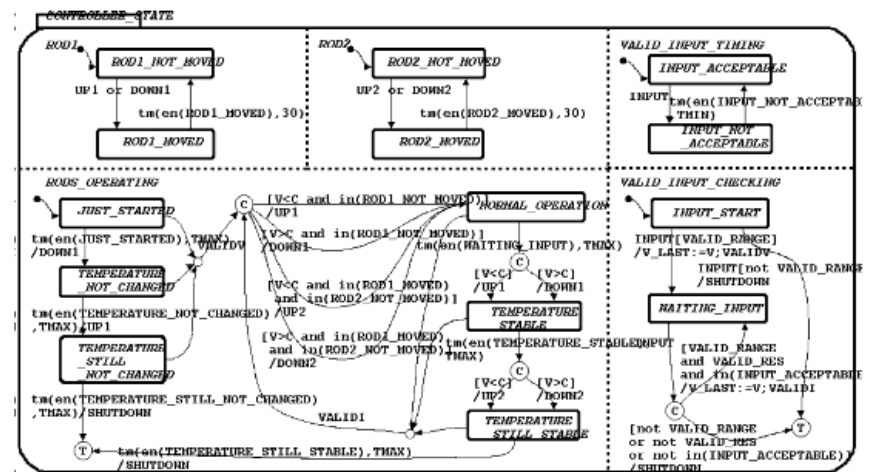 CONTROLLER_STATE
ROD1
ROD1_NOT_MOVED
UP1 or DOWN1
tm(en(ROD1_MOVED),30)
ROD1_MOVED
ROD2
ROD2_NOT_MOVED
UP2 or DOWN2
tm(en(ROD2_MOVED),30)
ROD2_MOVED
VALID_INPUT_TIMING
INPUT_ACCEPTABLE
INPUT
tm(en(INPUT_NOT_ACCEPTAB
TMIN)
INPUT_NOT
_ACCEPTABLE
RODS_OPERATING
JUST_STARTED
tm(en(JUST_STARTED),TMAX)
/DOWN1
VALIDV
TEMPERATURE
_NOT_CHANGED
tm(en(TEMPERATURE_NOT_CHANGED)
,TMAX)/UP1
TEMPERATURE
_STILL
_NOT_CHANGED
tm(en(TEMPERATURE_STILL_NOT_CHANGED)
,TMAX)/SHUTDOWN
T
C
[V<C and in(ROD1_NOT_MOVED)]
/UP1
[V>C and in(ROD1_NOT_MOVED)]
/DOWN1
[V<C and in(ROD1_MOVED)
and in(ROD2_NOT_MOVED)]
/UP2
[V>C and in(ROD1_MOVED)
and in(ROD2_NOT_MOVED)]
/DOWN2
VALIDI
NORMAL_OPERATION
tm(en(WAITING_INPUT),TMAX)
C
[V<C]
/UP1
[V>C]
/DOWN1
TEMPERATURE
_STABLE
tm(en(TEMPERATURE_STABLE),
TMAX)
C
[V<C]
/UP2
[V>C]
/DOWN2
TEMPERATURE
_STILL_STABLE
tm(en(TEMPERATURE_STILL_STABLE),TMAX)
/SHUTDOWN
VALID_INPUT_CHECKING
INPUT_START
INPUT[VALID_RANGE]
/V_LAST:=V;VALIDV
INPUT[not VALID_RANGE
/SHUTDOWN
WAITING_INPUT
INPUT
[VALID_RANGE
and VALID_RES
and in(INPUT_ACCEPTABLE
/V_LAST:=V;VALIDI
C
T
[not VALID_RANGE
or not VALID_RES
or not in(INPUT_ACCEPTABLE)]
/SHUTDOWN